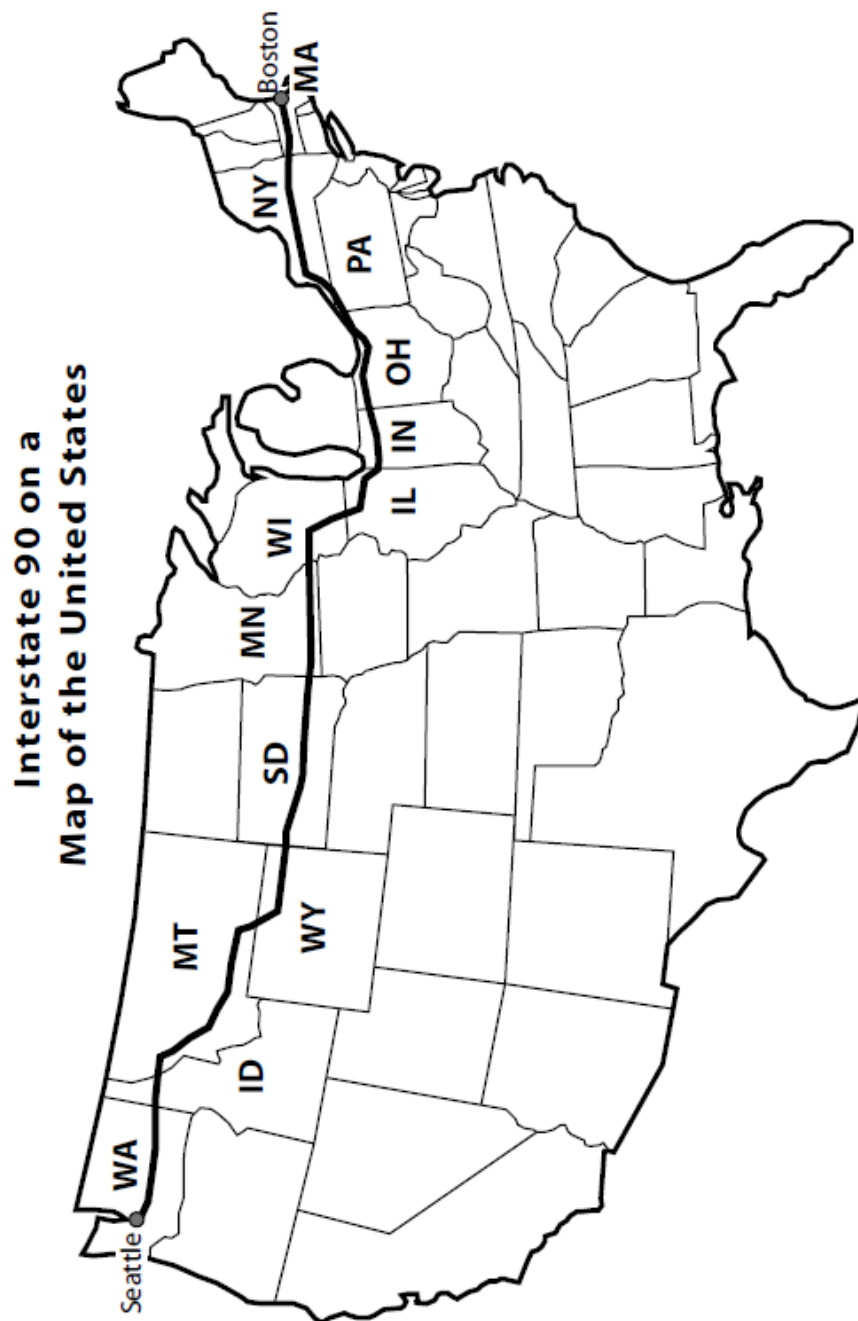 Interstate 90 on a
Map of the United States
Seattle
WA
ID
MT
WY
SD
MN
WI
IL
IN
OH
PA
NY
Boston
MA